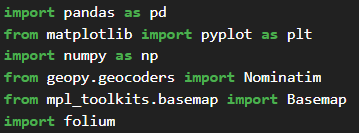 import pandas as pd
from matplotlib import pyplot as plt
import numpy as np
from geopy.geocoders import Nominatim
from mpl_toolkits.basemap import Basemap
import folium